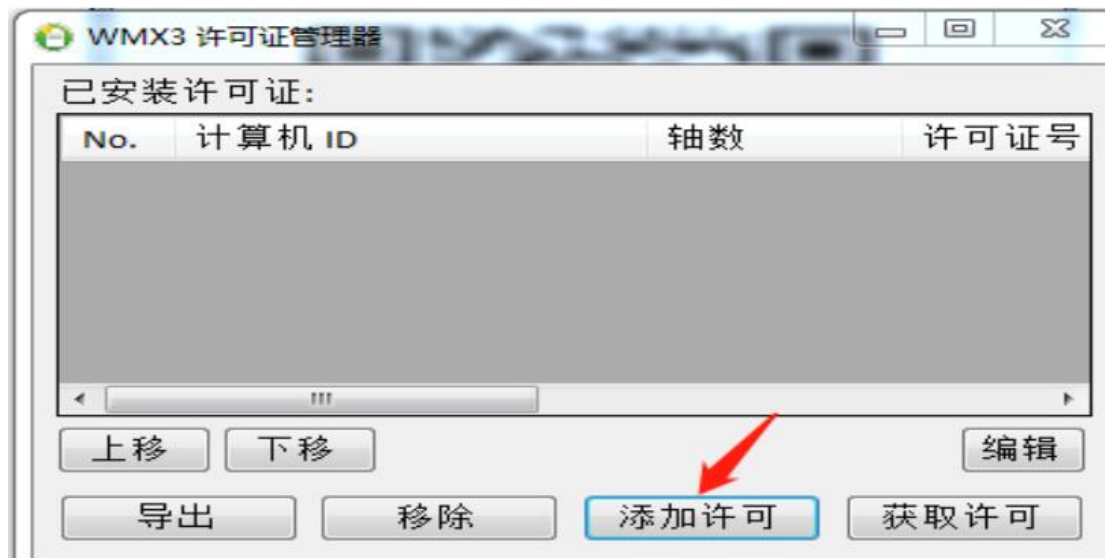 WMX3 许可证管理器
已安装许可证:
No. 计算机 ID 轴数 许可证号
上移 下移 编辑
导出 移除 添加许可 获取许可